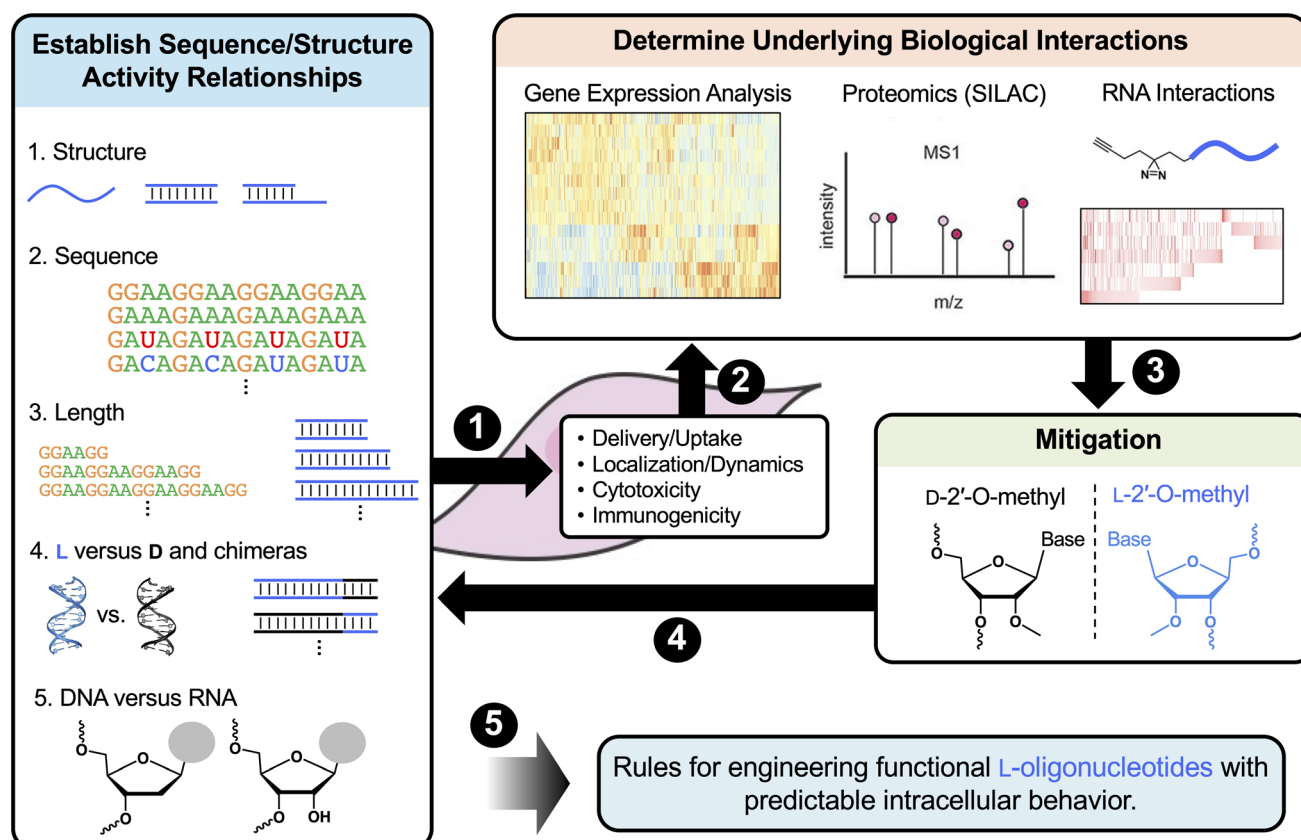 Establish Sequence/Structure
Activity Relationships
1. Structure
2. Sequence
GGAAGGAAGGAAGGAA
GAAAGAAAGAAAGAAA
GAUAGAUAGAUAGAUA
GACAGACAGAUAGAUA
3. Length
GGAAGG
GGAAGGAAGGAAGG
GGAAGGAAGGAAGGAAGG
4. L versus D and chimeras
vs.
5. DNA versus RNA
O
O
O
O
O
O
OH
1
Delivery/Uptake
Localization/Dynamics
Cytotoxicity
Immunogenicity
2
Determine Underlying Biological Interactions
Gene Expression Analysis
Proteomics (SILAC)
MS1
intensity
m/z
RNA Interactions
N=N
3
Mitigation
D-2′-O-methyl
L-2′-O-methyl
O
Base
O
O
O
Base
O
O
O
O
4
5
Rules for engineering functional L-oligonucleotides with
predictable intracellular behavior.